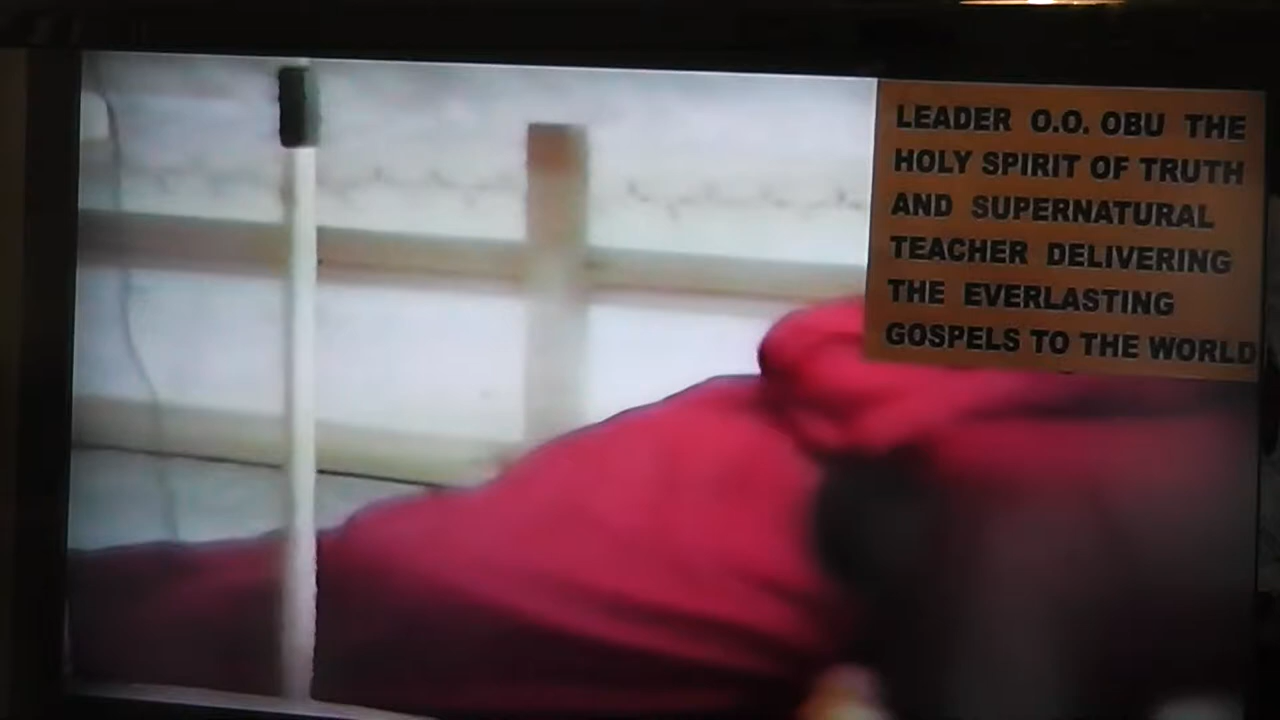 LEADER O.O. OBU THE
HOLY SPIRIT OF TRUTH
AND SUPERNATURAL
TEACHER DELIVERING
THE EVERLASTING
GOSPELS TO THE WORLD